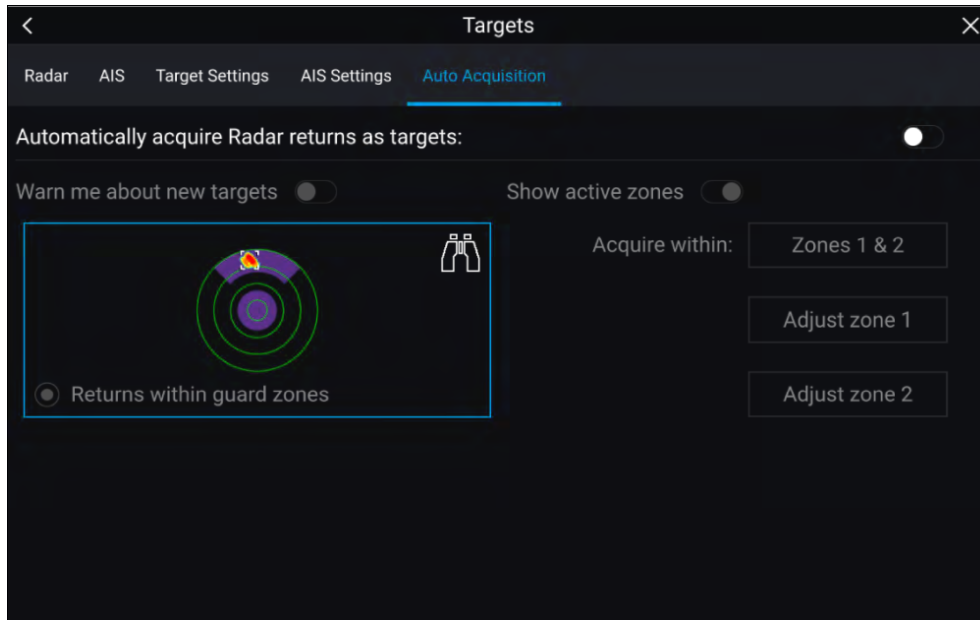 Targets
Radar AIS Target Settings AIS Settings Auto Acquisition
Automatically acquire Radar returns as targets:
Warn me about new targets Show active zones
Acquire within: Zones 1 & 2
Adjust zone 1
Returns within guard zones Adjust zone 2